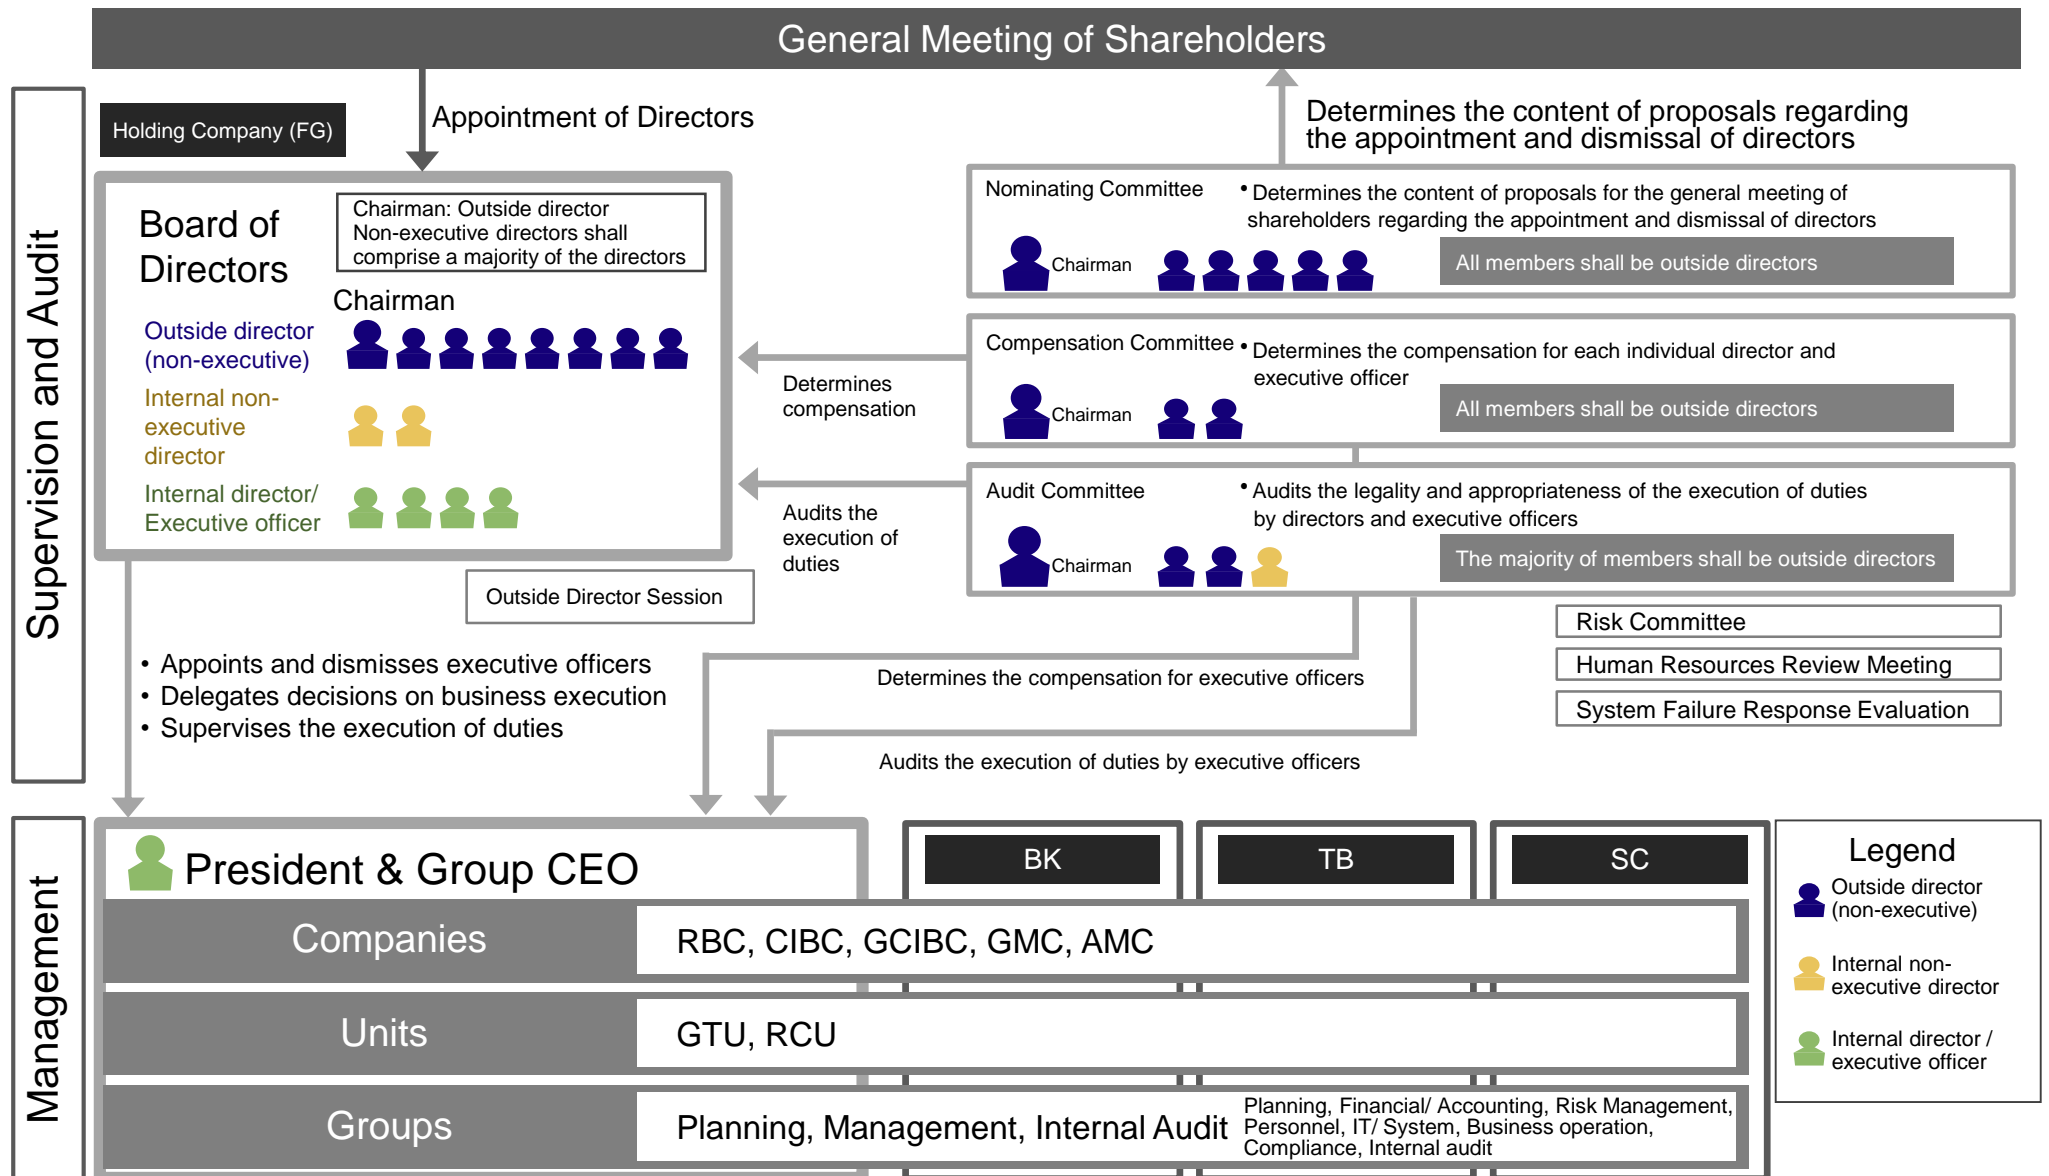 General Meeting of Shareholders
Supervision and Audit
Holding Company (FG)
Appointment of Directors
Determines the content of proposals regarding
the appointment and dismissal of directors
Board of
Directors
Chairman: Outside director
Non-executive directors shall
comprise a majority of the directors
Chairman
Outside director
(non-executive)
Internal non-
executive
director
Internal director/
Executive officer
Nominating Committee
• Determines the content of proposals for the general meeting of
shareholders regarding the appointment and dismissal of directors
Chairman
All members shall be outside directors
Compensation Committee
• Determines the compensation for each individual director and
executive officer
Chairman
All members shall be outside directors
Determines
compensation
Audit Committee
• Audits the legality and appropriateness of the execution of duties
by directors and executive officers
Chairman
The majority of members shall be outside directors
Audits the
execution of
duties
Outside Director Session
Risk Committee
Human Resources Review Meeting
System Failure Response Evaluation
• Appoints and dismisses executive officers
• Delegates decisions on business execution
• Supervises the execution of duties
Determines the compensation for executive officers
Audits the execution of duties by executive officers
Management
President & Group CEO
BK
TB
SC
Companies
RBC, CIBC, GCIBC, GMC, AMC
Units
GTU, RCU
Groups
Planning, Management, Internal Audit
Planning, Financial/ Accounting, Risk Management,
Personnel, IT/ System, Business operation,
Compliance, Internal audit
Legend
Outside director
(non-executive)
Internal non-
executive director
Internal director /
executive officer